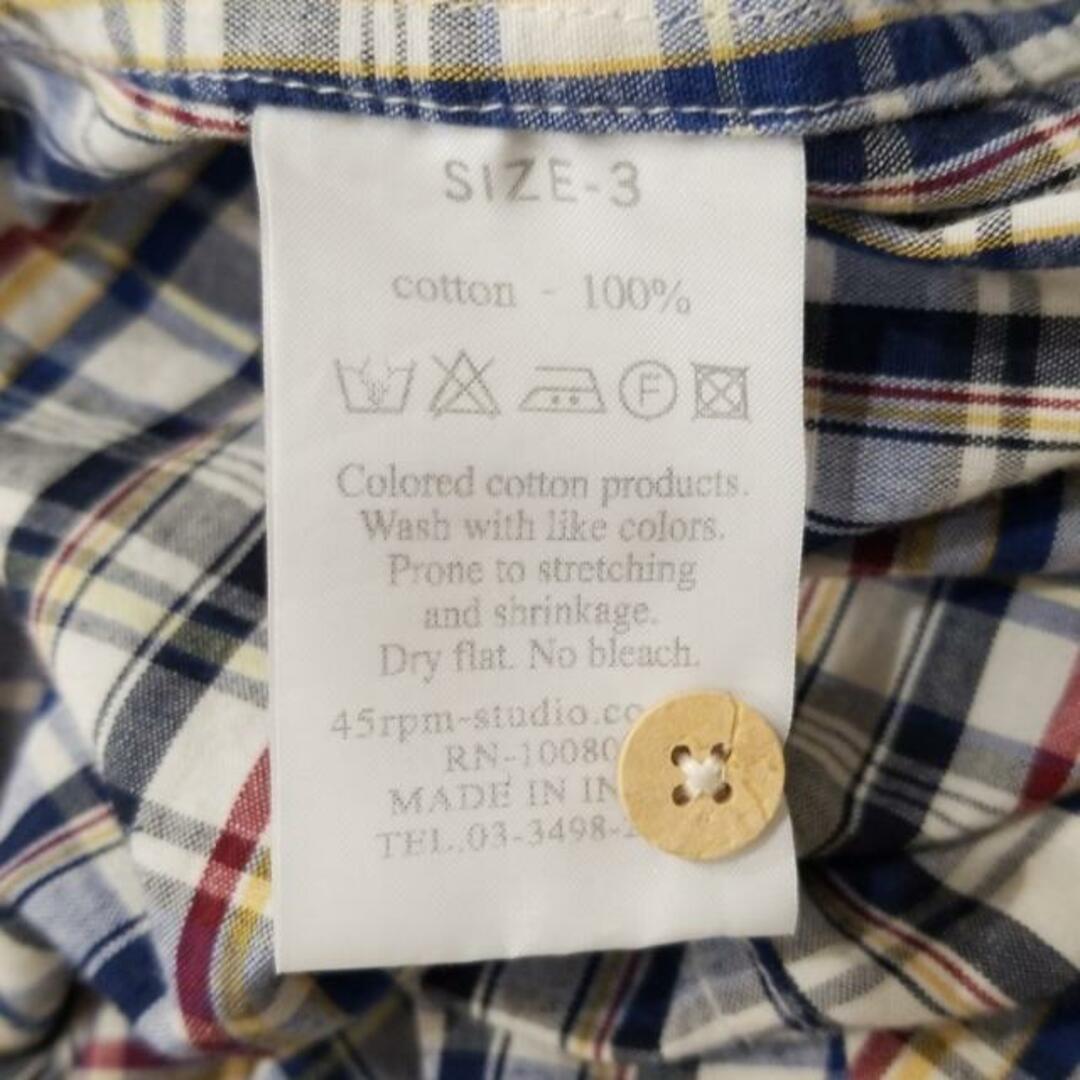 SIZE-3
cotton - 100%
F
Colored cotton products.
Wash with like colors.
Prone to stretching
and shrinkage.
Dry flat. No bleach.
45rpm-studio.co
RN-10080
MADE IN IN
TEL..03-3498-